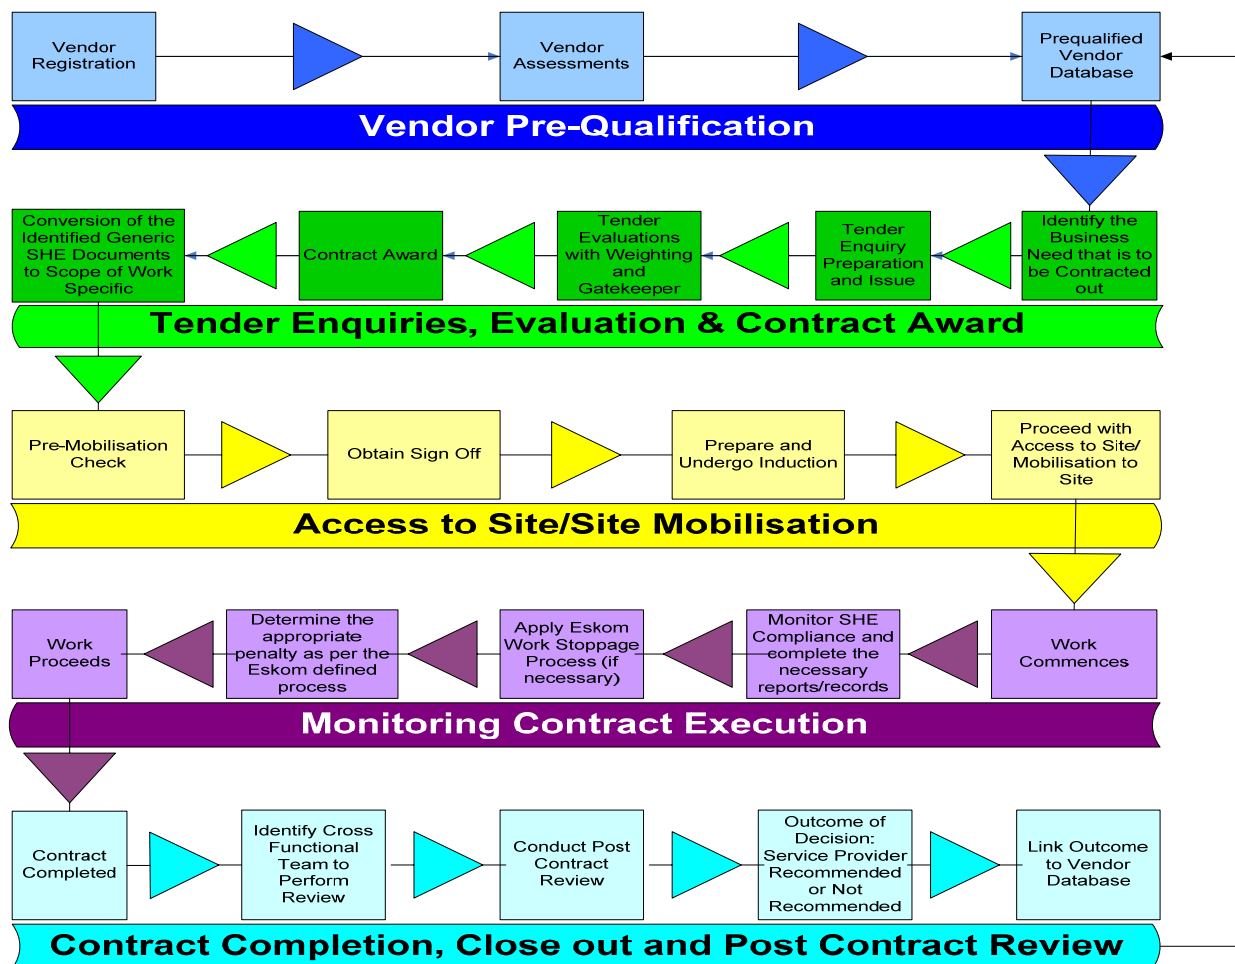 Vendor
Registration
Vendor
Assessments
Prequalified
Vendor
Database
Vendor Pre-Qualification
Conversion of the
Identified Generic
SHE Documents
to Scope of Work
Specific
Contract Award
Tender
Evaluations
with Weighting
and
Gatekeeper
Tender
Enquiry
Preparation
and Issue
Identify the
Business
Need that is to
be Contracted
out
Tender Enquiries, Evaluation & Contract Award
Pre-Mobilisation
Check
Obtain Sign Off
Prepare and
Undergo Induction
Proceed with
Access to Site/
Mobilisation to
Site
Access to Site/Site Mobilisation
Work
Proceeds
Determine the
appropriate
penalty as per the
Eskom defined
process
Apply Eskom
Work Stoppage
Process (if
necessary)
Monitor SHE
Compliance and
complete the
necessary
reports/records
Work
Commences
Monitoring Contract Execution
Contract
Completed
Identify Cross
Functional
Team to
Perform
Review
Conduct Post
Contract
Review
Outcome of
Decision:
Service Provider
Recommended
or Not
Recommended
Link Outcome
to Vendor
Database
Contract Completion, Close out and Post Contract Review